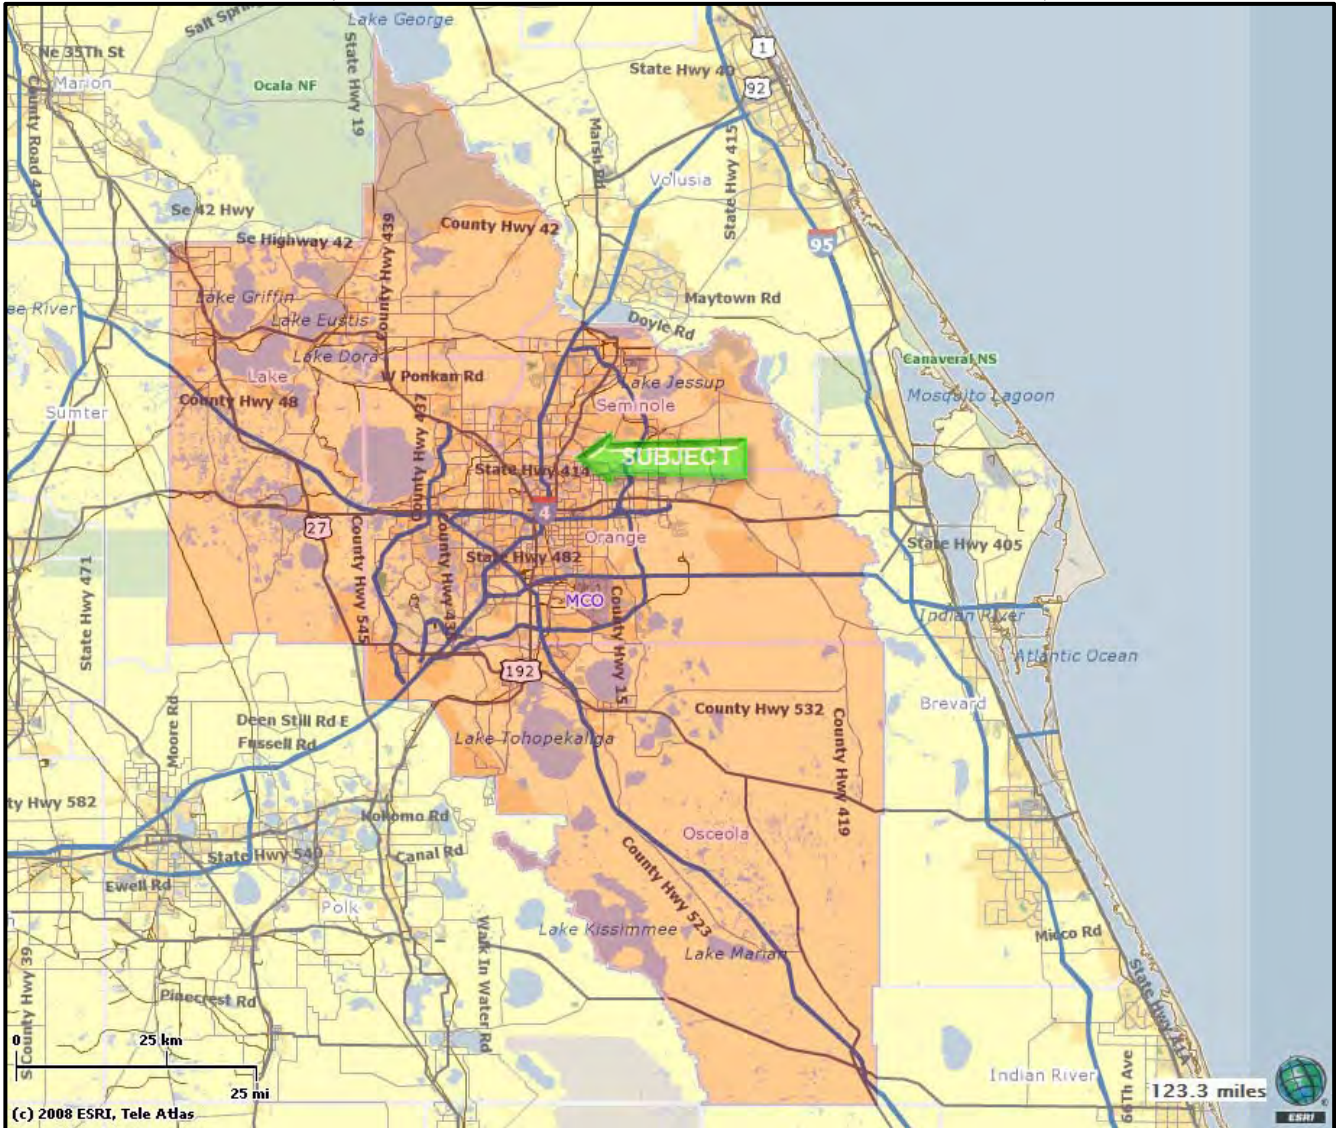 Lake George
Salt Spring
1
Ne 35Th St
State Hwy 19
State Hwy 40
Marion
Ocala NF
92
County Road 475
Marsh Rd
State Hwy 415
Volusia
Se 42 Hwy
County Hwy 439
County Hwy 42
Se Highway 42
95
Lake Griffin
Maytown Rd
ee River
Lake Eustis
Doyle Rd
Lake Dora
Canaveral NS
Lake
W Ponkan Rd
Lake Jessup
Mosquito Lagoon
County Hwy 48
County Hwy 437
Seminole
Sumter
SUBJECT
State Hwy 414
4
27
Orange
County Hwy 545
State Hwy 482
State Hwy 405
State Hwy 471
MCO
County Hwy 15
Indian River
Atlantic Ocean
192
Moore Rd
Brevard
Deen Still Rd E
County Hwy 532
Fussell Rd
Lake Tohopekaliga
County Hwy 419
ty Hwy 582
Kokomo Rd
Osceola
State Hwy 540
Canal Rd
County Hwy 523
Ewell Rd
Polk
Walk In Water Rd
Lake Kissimmee
Micco Rd
S County Hwy 39
Lake Marian
Pinecrest Rd
State Hwy A1A
0
25 km
66Th Ave
Indian River
25 mi
123.3 miles
(c) 2008 ESRI, Tele Atlas
ESRI